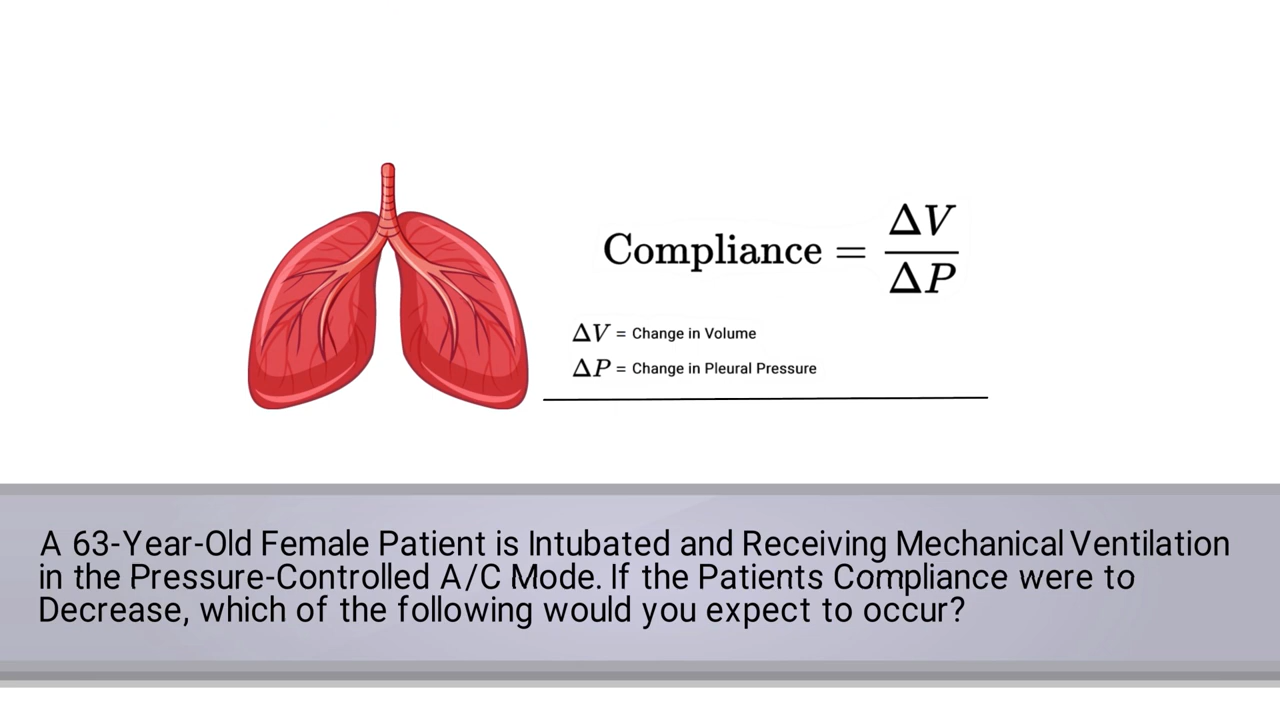 Compliance = ΔV / ΔP
ΔV = Change in Volume
ΔP = Change in Pleural Pressure
A 63-Year-Old Female Patient is Intubated and Receiving Mechanical Ventilation
in the Pressure-Controlled A/C Mode. If the Patients Compliance were to
Decrease, which of the following would you expect to occur?